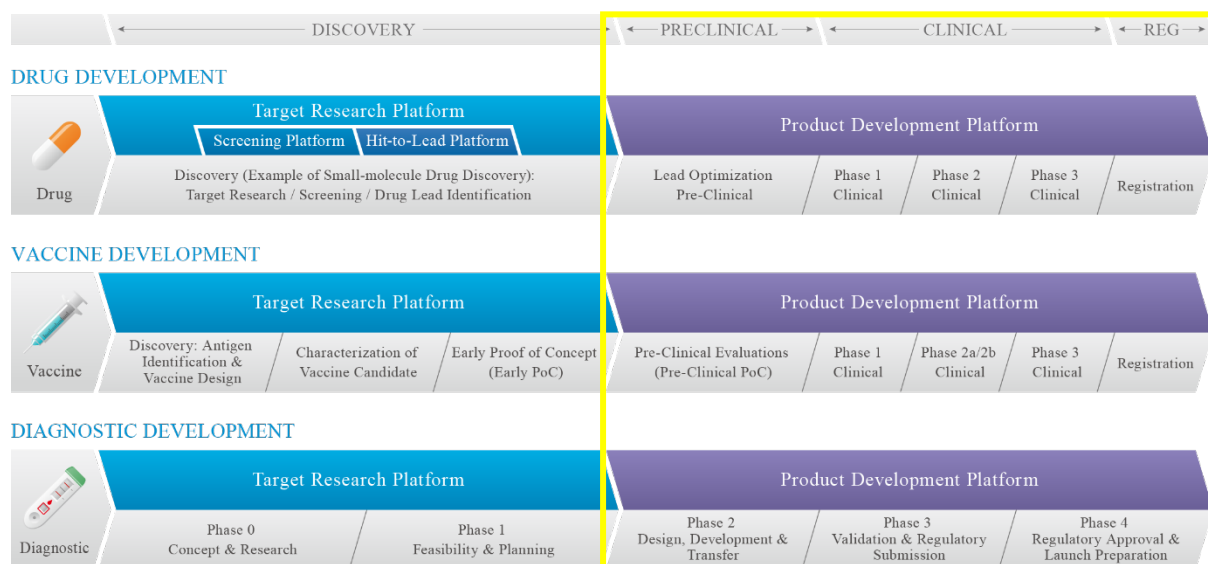 DISCOVERY
PRECLINICAL
CLINICAL
REG
DRUG DEVELOPMENT
Drug
Target Research Platform
Screening Platform
Hit-to-Lead Platform
Discovery (Example of Small-molecule Drug Discovery):
Target Research / Screening / Drug Lead Identification
Product Development Platform
Lead Optimization
Pre-Clinical
Phase 1
Clinical
Phase 2
Clinical
Phase 3
Clinical
Registration
VACCINE DEVELOPMENT
Vaccine
Target Research Platform
Discovery: Antigen
Identification &
Vaccine Design
Characterization of
Vaccine Candidate
Early Proof of Concept
(Early PoC)
Product Development Platform
Pre-Clinical Evaluations
(Pre-Clinical PoC)
Phase 1
Clinical
Phase 2a/2b
Clinical
Phase 3
Clinical
Registration
DIAGNOSTIC DEVELOPMENT
Diagnostic
Target Research Platform
Phase 0
Concept & Research
Phase 1
Feasibility & Planning
Product Development Platform
Phase 2
Design, Development &
Transfer
Phase 3
Validation & Regulatory
Submission
Phase 4
Regulatory Approval &
Launch Preparation